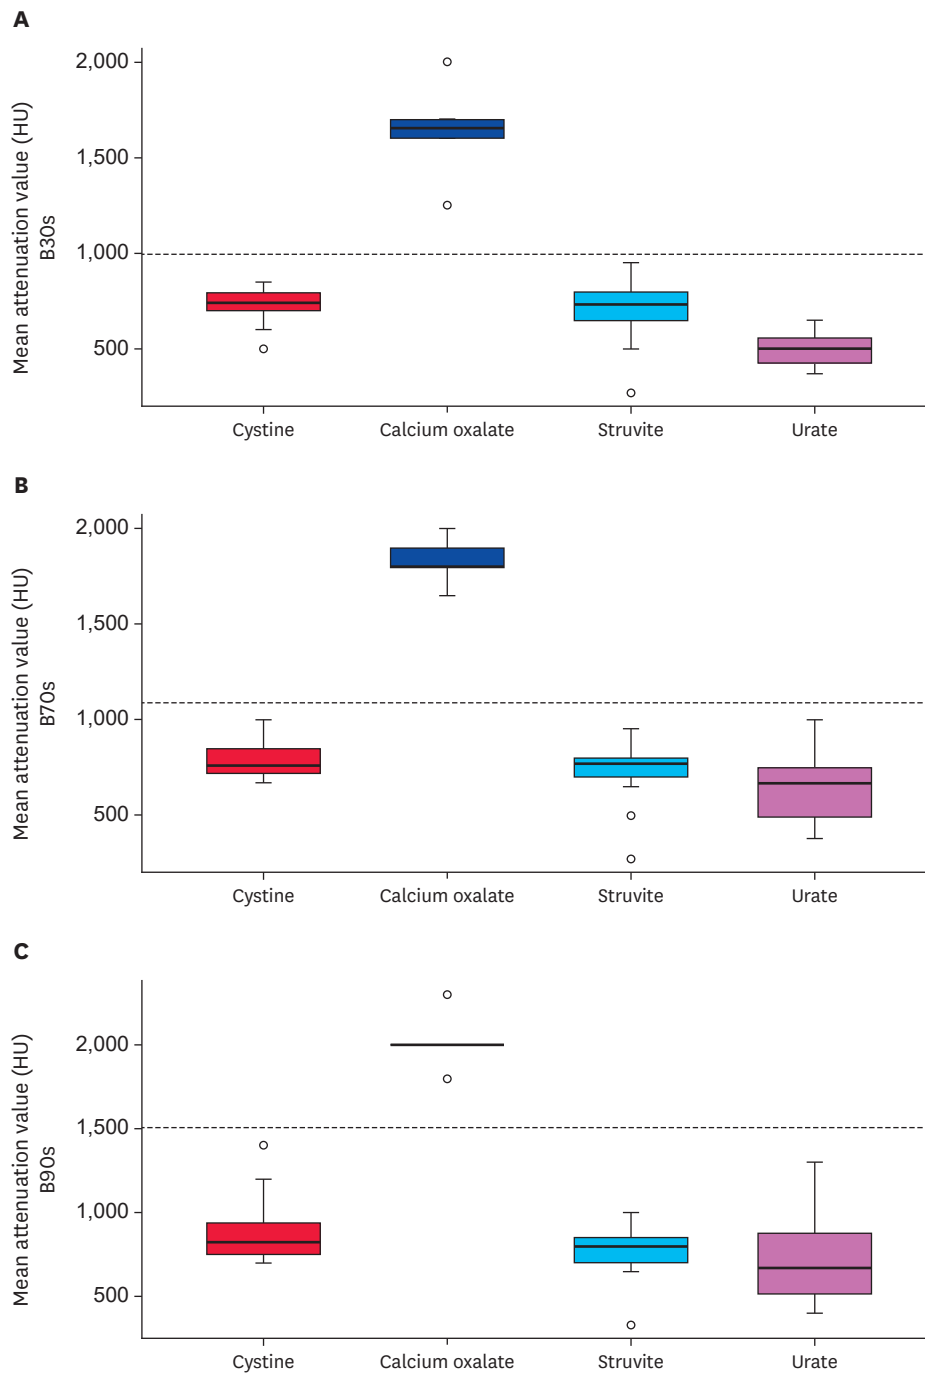 A
Mean attenuation value (HU)
B30s
2,000
1,500
1,000
500
Cystine
Calcium oxalate
Struvite
Urate
B
Mean attenuation value (HU)
B70s
2,000
1,500
1,000
500
Cystine
Calcium oxalate
Struvite
Urate
C
Mean attenuation value (HU)
B90s
2,000
1,500
1,000
500
Cystine
Calcium oxalate
Struvite
Urate